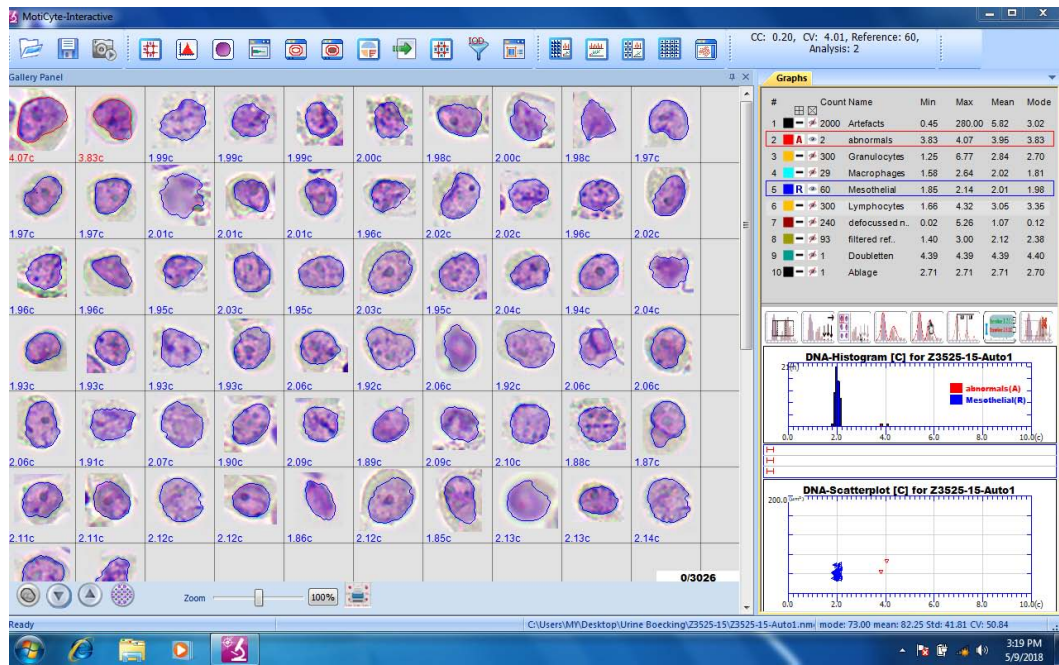 MotiCyte-Interactive
CC: 0.20, CV: 4.01, Reference: 60,
Analysis: 2
IOD
Gallery Panel
4.07c 3.83c 1.99c 1.99c 1.99c 2.00c 1.98c 2.00c 1.98c 1.97c
1.97c 1.97c 2.01c 2.01c 2.01c 1.96c 2.02c 2.02c 1.96c 2.02c
1.96c 1.96c 1.95c 2.03c 1.95c 2.04c 2.04c 2.04c 1.94c 2.04c
1.93c 1.93c 1.93c 1.93c 2.06c 1.92c 2.06c 1.92c 2.06c 2.06c
2.06c 1.91c 2.07c 1.90c 2.09c 1.89c 2.09c 2.10c 1.88c 1.87c
2.11c 2.11c 2.12c 2.12c 1.86c 2.12c 1.85c 2.13c 2.13c 2.14c
0/3026
Zoom 100%
Graphs
# Count Name Min Max Mean Mode
1 2000 Artefacts 0.45 280.00 5.82 3.02
2 A 2 abnormals 3.83 4.07 3.95 3.83
3 300 Granulocytes 1.25 6.77 2.84 2.70
4 29 Macrophages 1.58 2.64 2.02 1.81
5 R 60 Mesothelial 1.85 2.14 2.01 1.98
6 300 Lymphocytes 1.66 4.32 3.05 3.35
7 240 defocussed n.. 0.02 5.26 1.07 0.12
8 93 filtered ref.. 1.40 3.00 2.12 2.38
9 1 Doubletten 4.39 4.39 4.39 4.40
10 1 Ablage 2.71 2.71 2.71 2.70
DNA-Histogram [C] for Z3525-15-Auto1
abnormals(A)
Mesothelial(R)
0.0 2.0 4.0 6.0 8.0 10.0(c)
DNA-Scatterplot [C] for Z3525-15-Auto1
200.0
0.0 2.0 4.0 6.0 8.0 10.0(c)
Ready
C:\Users\MY\Desktop\Urine Boecking\Z3525-15\Z3525-15-Auto1.nm mode: 73.00 mean: 82.25 Std: 41.81 CV: 50.84
3:19 PM
5/9/2018